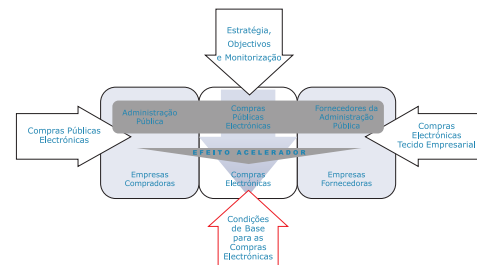 Estratégia,
Objectivos
e Monitorização
Administração
Pública
Compras
Públicas
Electrónicas
Fornecedores da
Administração
Pública
Compras Públicas
Electrónicas
Compras
Electrónicas
Tecido Empresarial
EFEITO ACELERADOR
Empresas
Compradoras
Compras
Electrónicas
Empresas
Fornecedoras
Condições
de Base
para as
Compras
Electrónicas